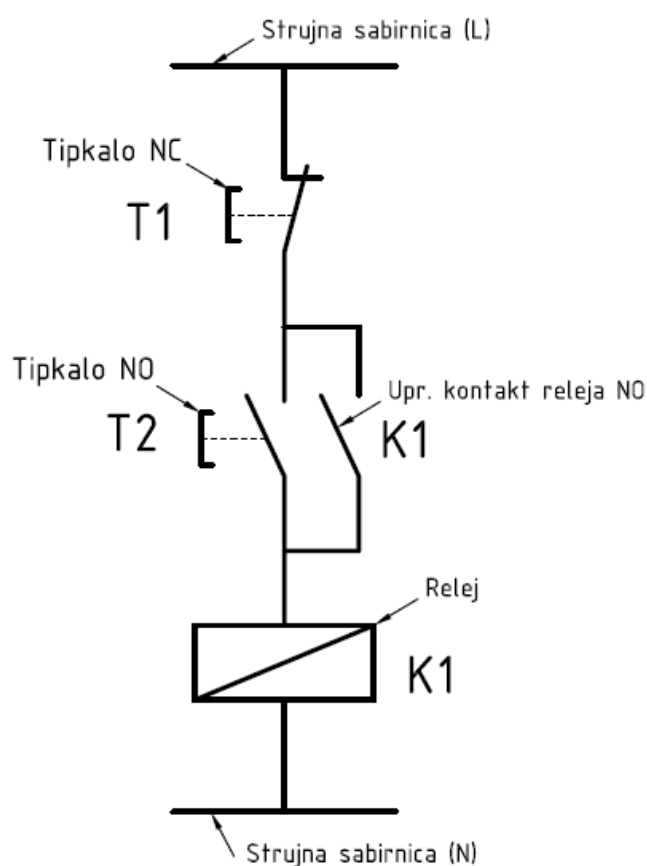 Strujna sabirnica (L)
Tipkalo NC
T1
Tipkalo NO
Upr. kontakt releja NO
T2
K1
Relej
K1
Strujna sabirnica (N)